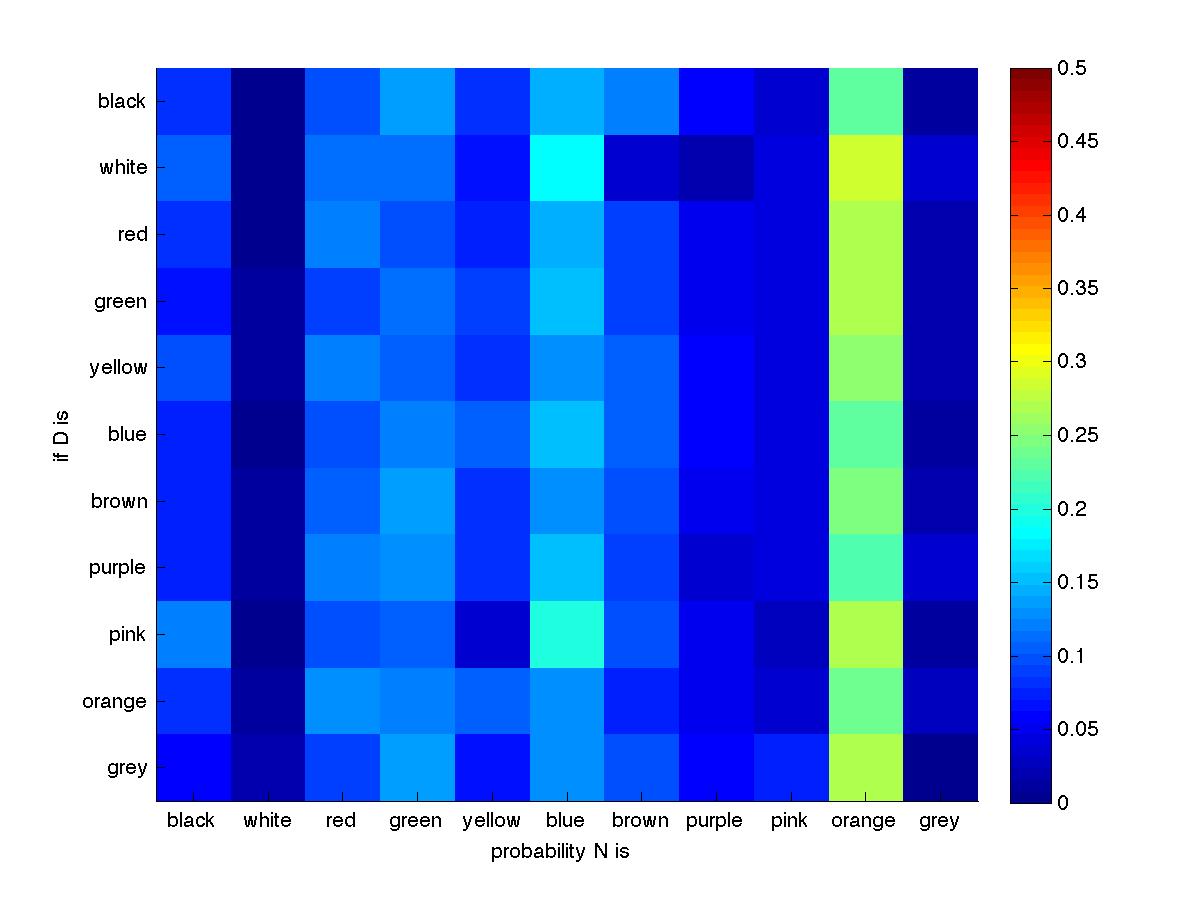 black
white
red
green
yellow
blue
brown
purple
pink
orange
grey
if D is
black white red green yellow blue brown purple pink orange grey
probability N is
0.5
0.45
0.4
0.35
0.3
0.25
0.2
0.15
0.1
0.05
0